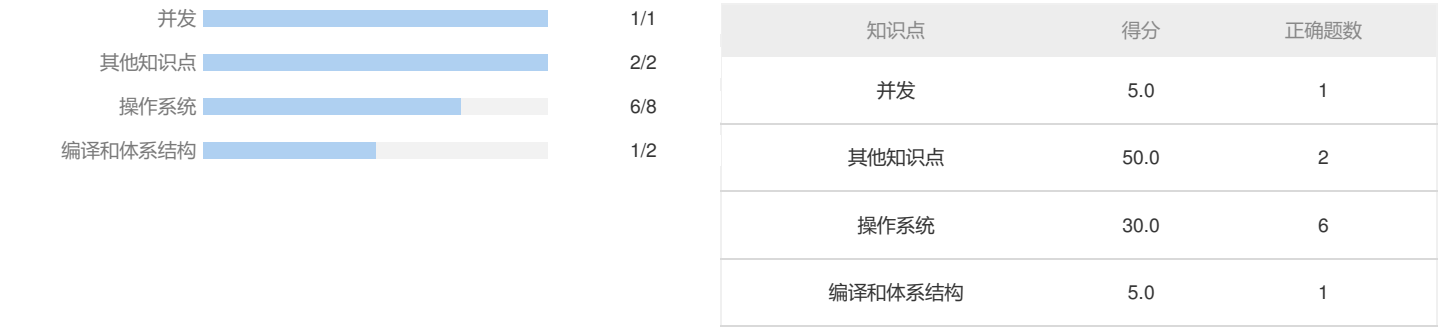 并发 1/1
其他知识点 2/2
操作系统 6/8
编译和体系结构 1/2
知识点 得分 正确题数
并发 5.0 1
其他知识点 50.0 2
操作系统 30.0 6
编译和体系结构 5.0 1